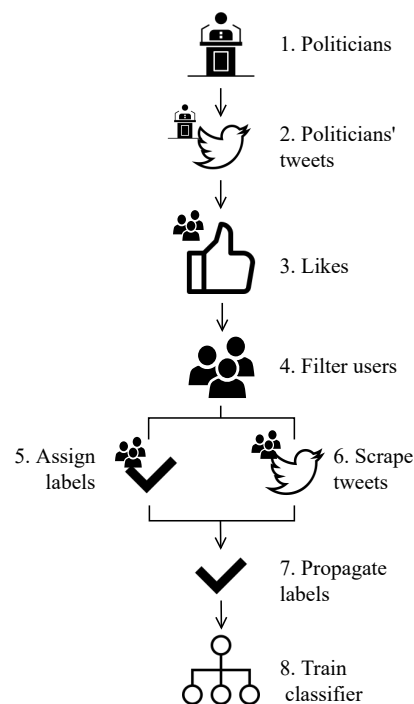 1. Politicians
2. Politicians'
tweets
3. Likes
4. Filter users
5. Assign
labels
6. Scrape
tweets
7. Propagate
labels
8. Train
classifier